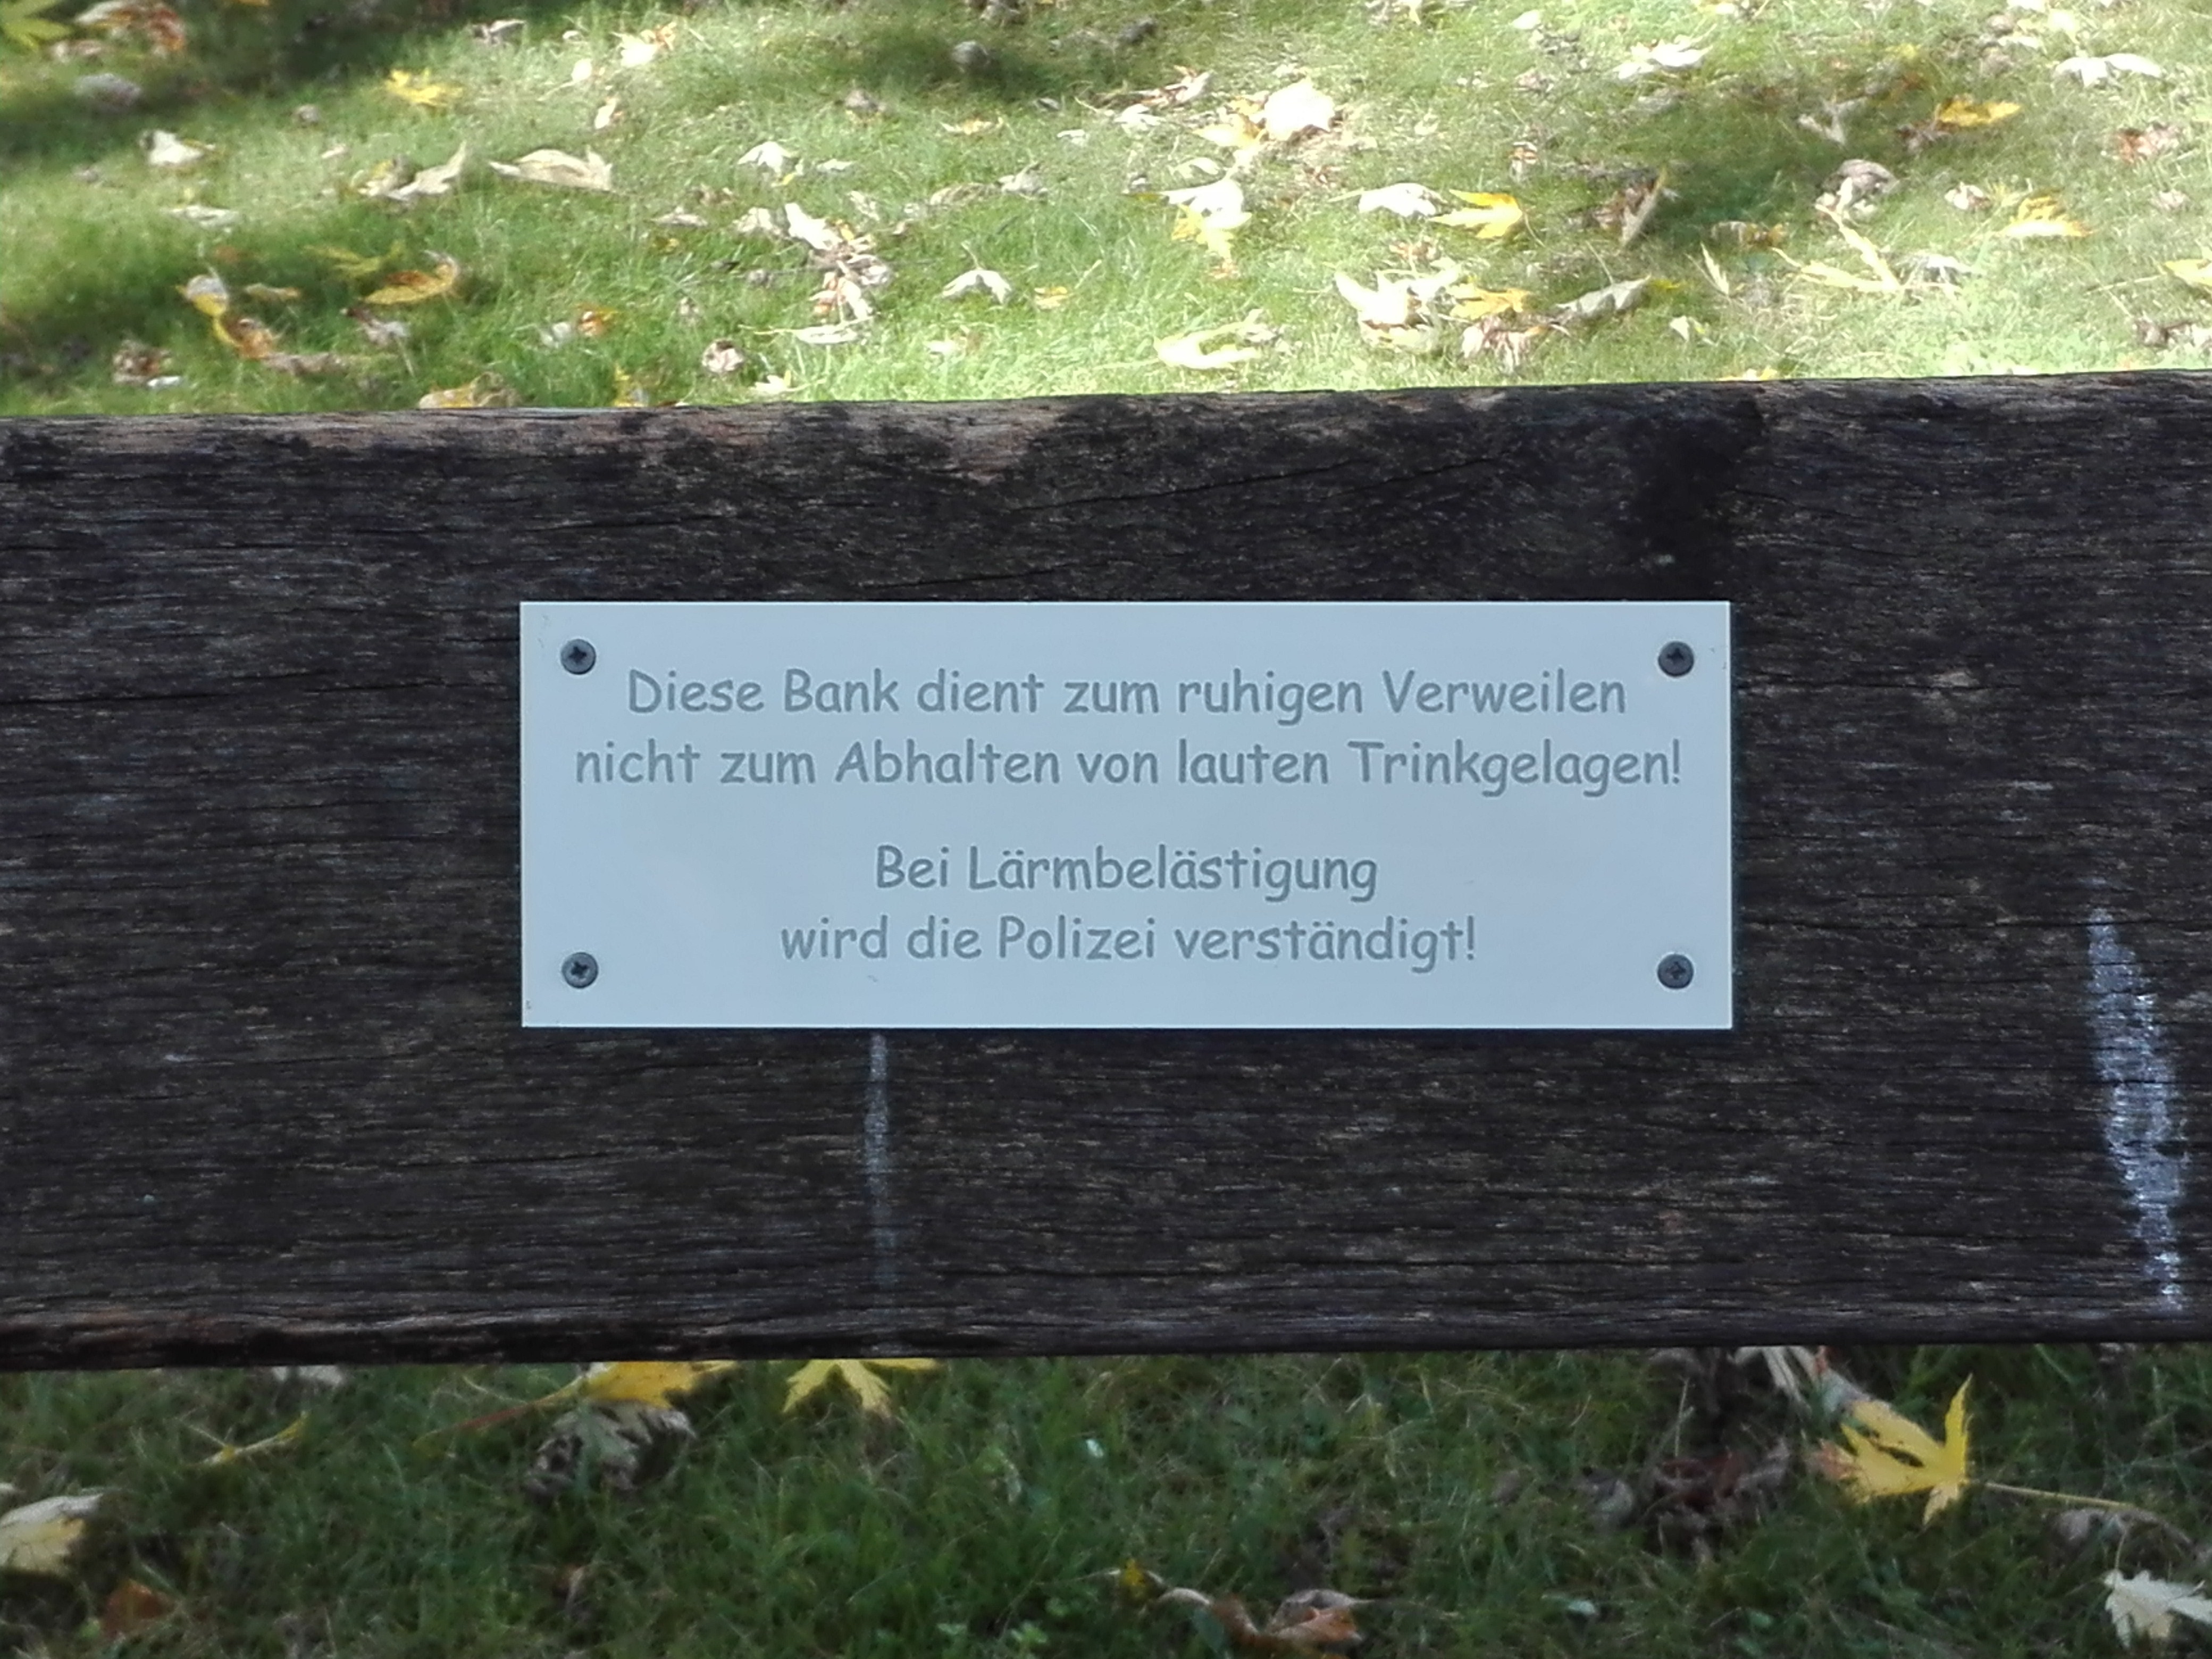 Diese Bank dient zum ruhigen Verweilen
nicht zum Abhalten von lauten Trinkgelagen!
Bei Lärmbelästigung
wird die Polizei verständigt!